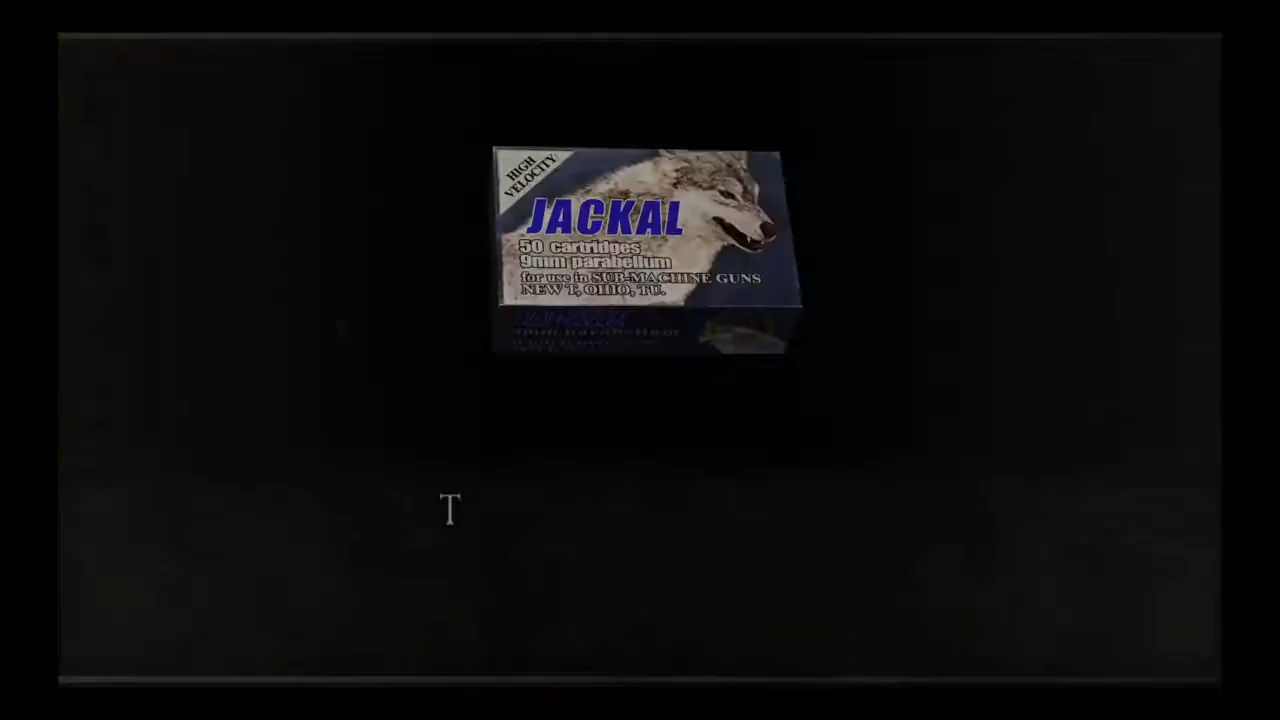 HIGH
VELOCITY
JACKAL
50 cartridges
9mm parabellum
for use in SUB-MACHINE GUNS
NEW T, OHIO, TU.
T